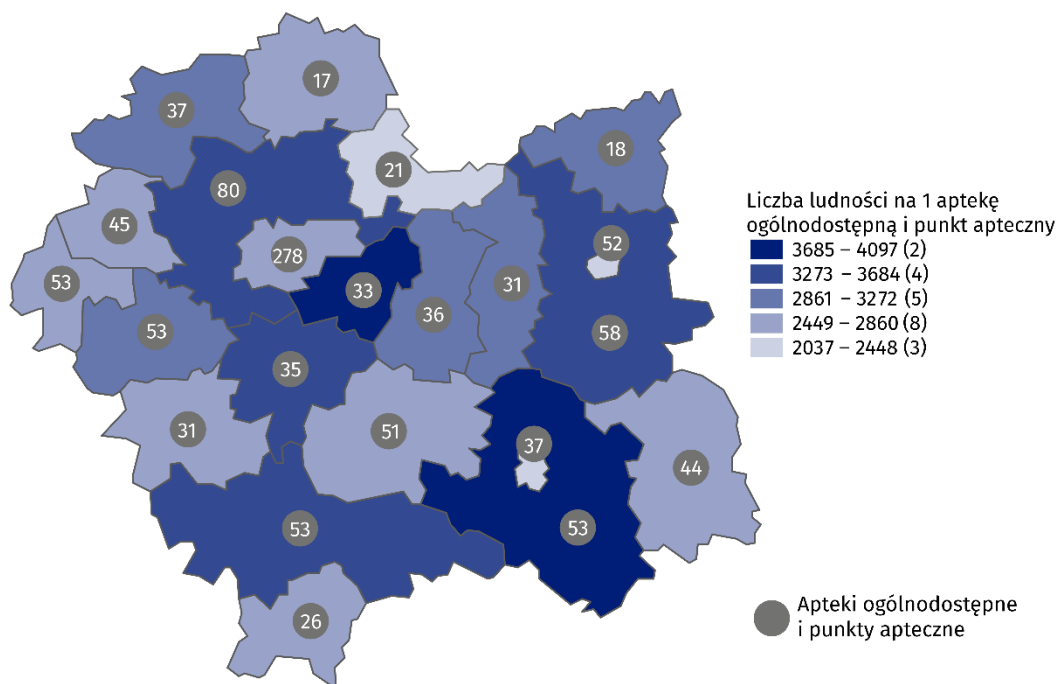 17
37
18
21
80
45
52
278
53
31
33
36
53
58
35
31
51
37
44
53
53
26
Liczba ludności na 1 aptekę
ogólnodostępną i punkt apteczny
3685 – 4097 (2)
3273 – 3684 (4)
2861 – 3272 (5)
2449 – 2860 (8)
2037 – 2448 (3)
Apteki ogólnodostępne
i punkty apteczne